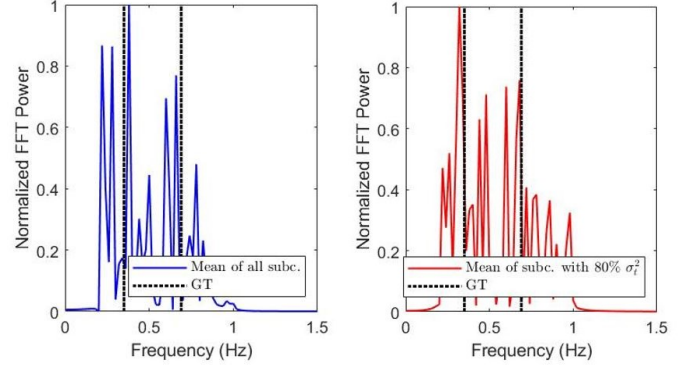 1
0.8
0.6
0.4
0.2
0
Normalized FFT Power
Mean of all subc.
GT
0 0.5 1 1.5
Frequency (Hz)
1
0.8
0.6
0.4
0.2
0
Normalized FFT Power
Mean of subc. with 80% σ_t^2
GT
0 0.5 1 1.5
Frequency (Hz)